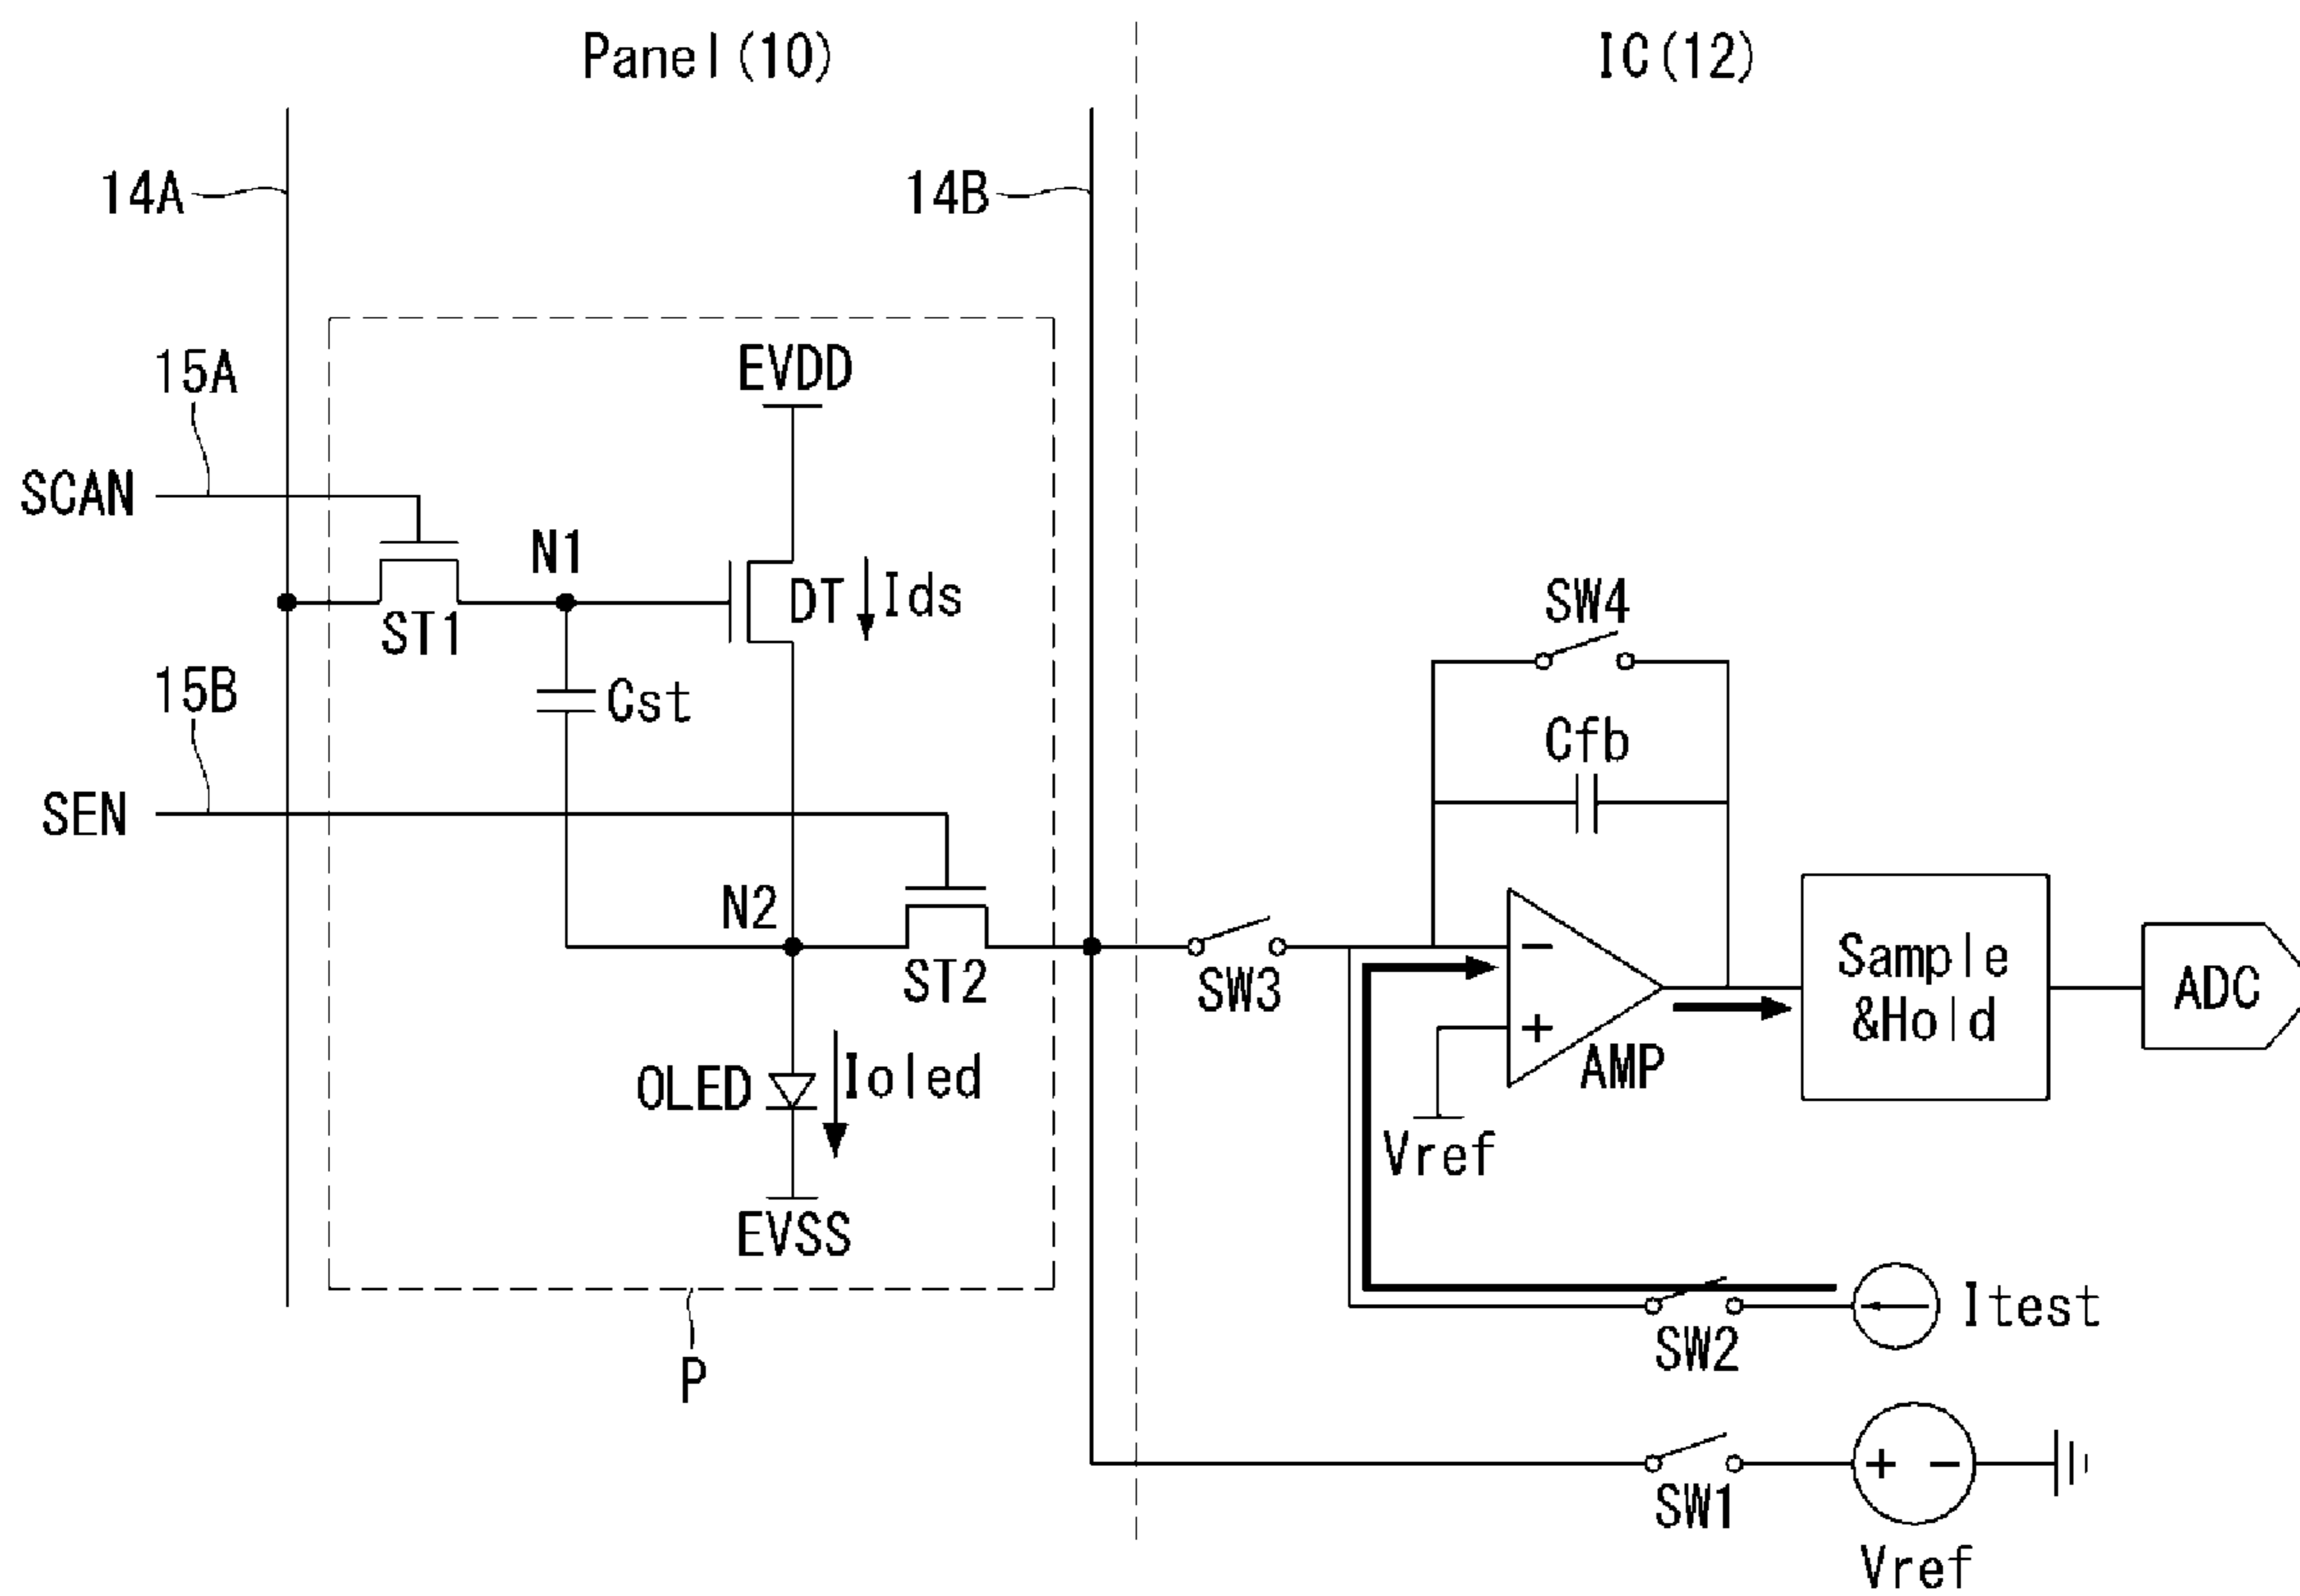 Panel(10)
IC(12)
14A
14B
EVDD
15A
SCAN
N1
DT
Ids
ST1
SW4
15B
Cst
Cfb
SEN
N2
ST2
SW3
−
+
AMP
Sample
&Hold
ADC
OLED
Ioled
Vref
EVSS
Itest
SW2
P
+ −
SW1
Vref